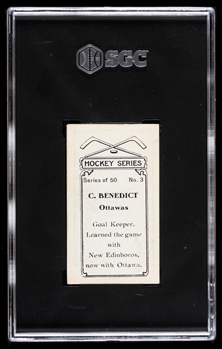 SGC
HOCKEY SERIES
Series of 50 No. 3
C. BENEDICT
Ottawas
Goal Keeper.
Learned the game
with
New Edinboros,
now with Ottawa.